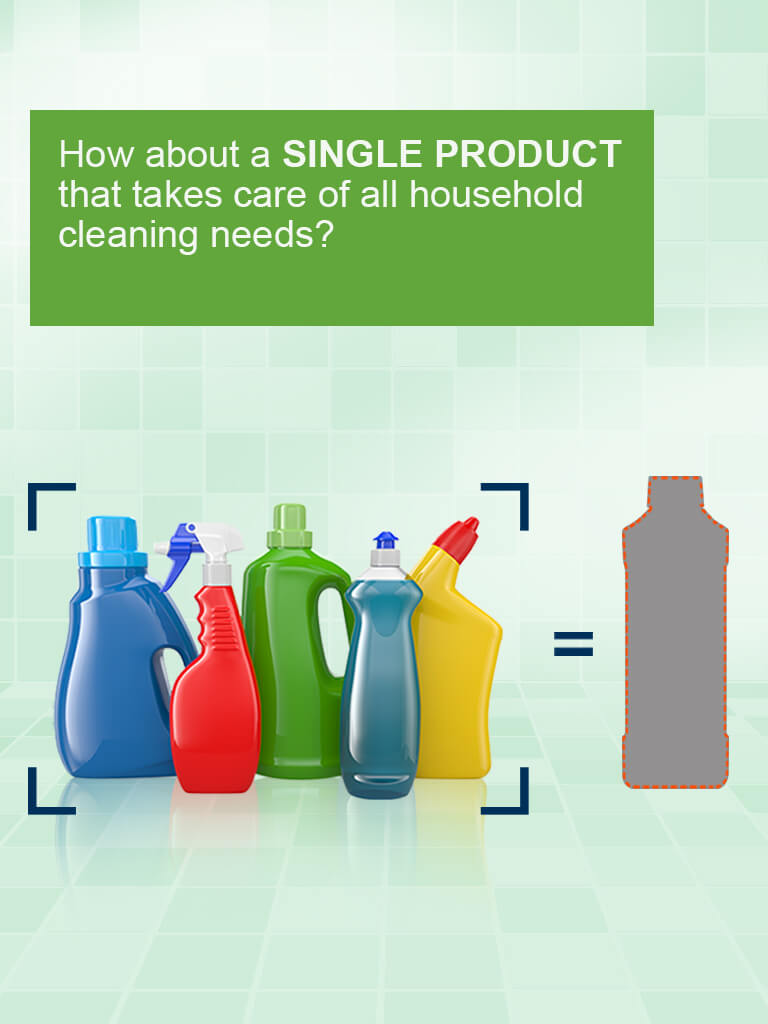 How about a SINGLE PRODUCT
that takes care of all household
cleaning needs?
=